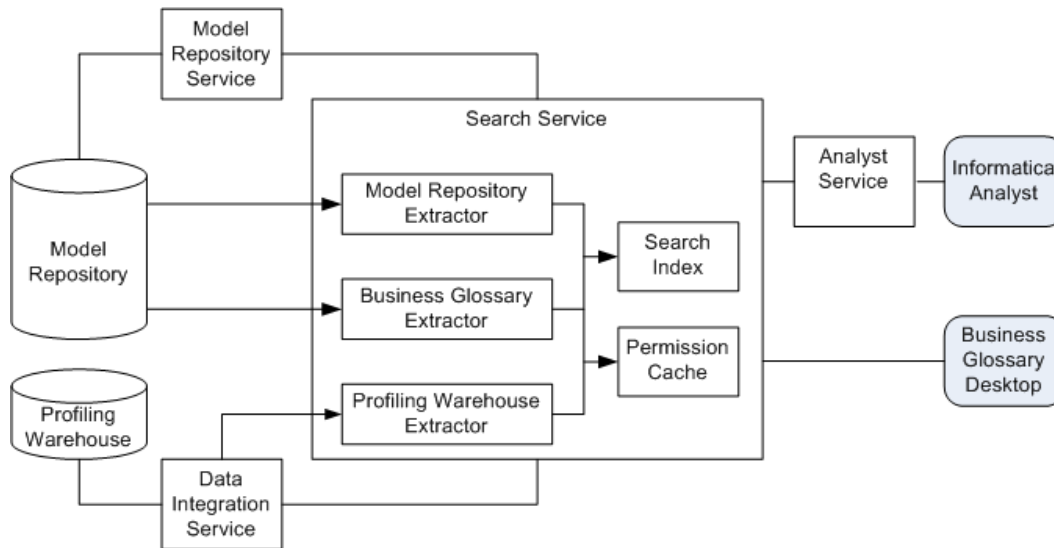 Model
Repository
Service
Search Service
Model Repository
Extractor
Analyst
Service
Informatica
Analyst
Model
Repository
Search
Index
Business Glossary
Extractor
Permission
Cache
Business
Glossary
Desktop
Profiling
Warehouse
Profiling Warehouse
Extractor
Data
Integration
Service